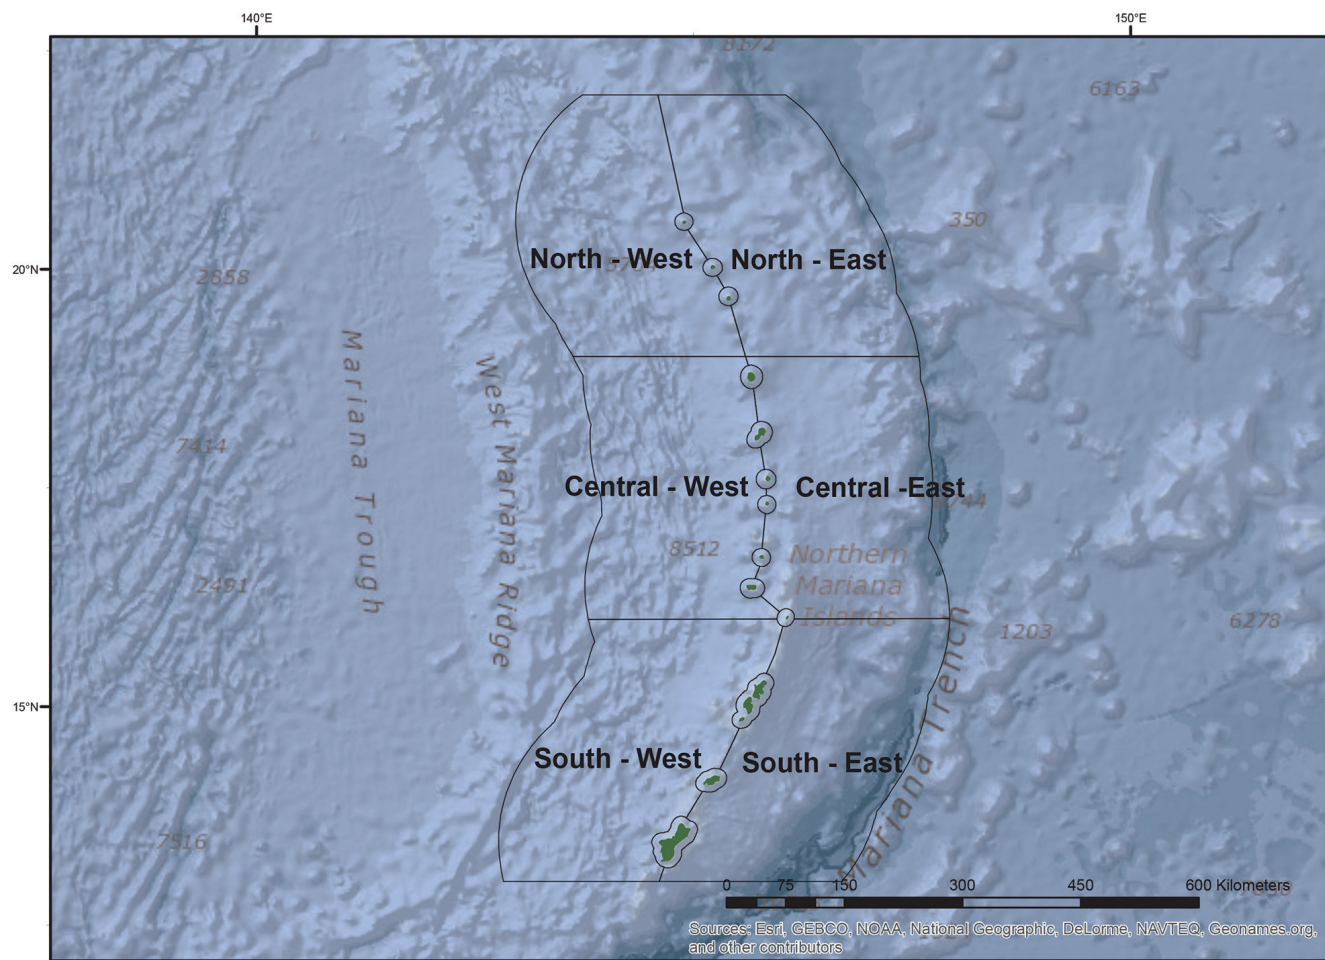 140°E 150°E
8172
6163
350
North - West North - East
20°N
2858
Mariana Trough
West Mariana Ridge
7414
Central - West Central -East
8512
Northern
Mariana
Islands
2491
1203
6278
15°N
Mariana Trench
South - West South - East
7516
0 75 150 300 450 600 Kilometers
Sources: Esri, GEBCO, NOAA, National Geographic, DeLorme, NAVTEQ, Geonames.org,
and other contributors